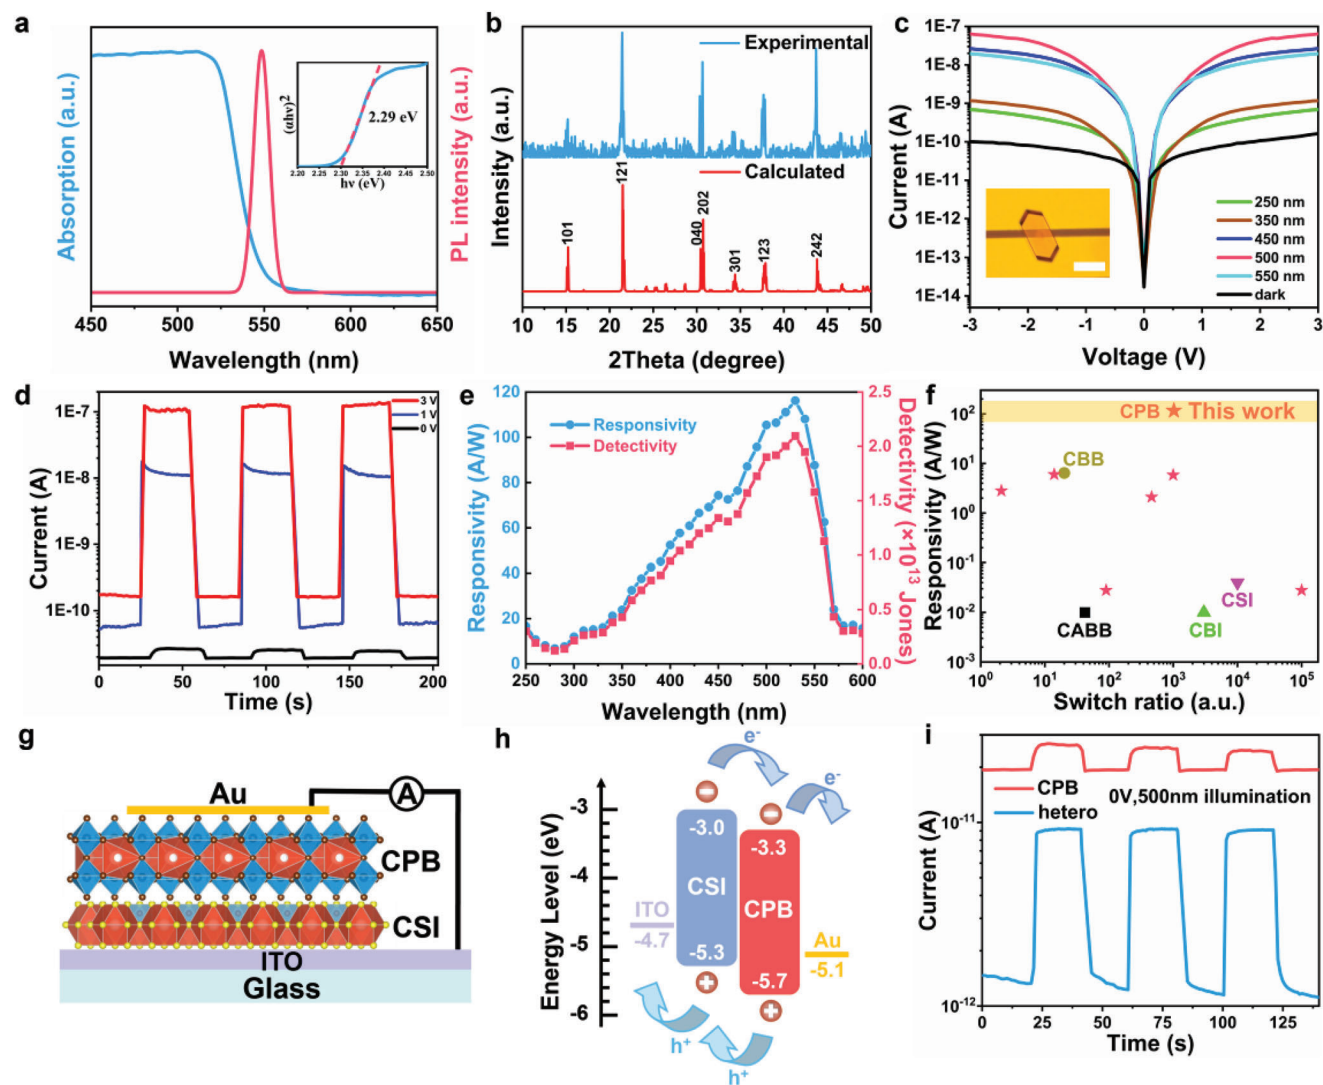 a
Absorption (a.u.)
PL intensity (a.u.)
450 500 550 600 650
Wavelength (nm)
(αhν)²
2.29 eV
2.20 2.25 2.30 2.35 2.40 2.45 2.50
hν (eV)
b
Intensity (a.u.)
Experimental
Calculated
101
121
040
202
301
123
242
10 15 20 25 30 35 40 45 50
2Theta (degree)
c
Current (A)
1E-7
1E-8
1E-9
1E-10
1E-11
1E-12
1E-13
1E-14
250 nm
350 nm
450 nm
500 nm
550 nm
dark
-3 -2 -1 0 1 2 3
Voltage (V)
d
Current (A)
1E-7
1E-8
1E-9
1E-10
3 V
1 V
0 V
0 50 100 150 200
Time (s)
e
Responsivity (A/W)
120
100
80
60
40
20
0
Responsivity
Detectivity
2.5
2.0
1.5
1.0
0.5
0.0
Detectivity (×10¹³ Jones)
250 300 350 400 450 500 550 600
Wavelength (nm)
f
Responsivity (A/W)
10²
10¹
10⁰
10⁻¹
10⁻²
10⁻³
CPB ★ This work
CBB
CSI
CABB
CBI
10⁰ 10¹ 10² 10³ 10⁴ 10⁵
Switch ratio (a.u.)
g
Au
A
CPB
CSI
ITO
Glass
h
Energy Level (eV)
-3
-4
-5
-6
e⁻
e⁻
-3.0
-3.3
CSI
CPB
ITO
-4.7
-5.3
-5.7
Au
-5.1
h⁺
h⁺
i
Current (A)
CPB
hetero
0V,500nm illumination
10⁻¹¹
10⁻¹²
0 25 50 75 100 125
Time (s)